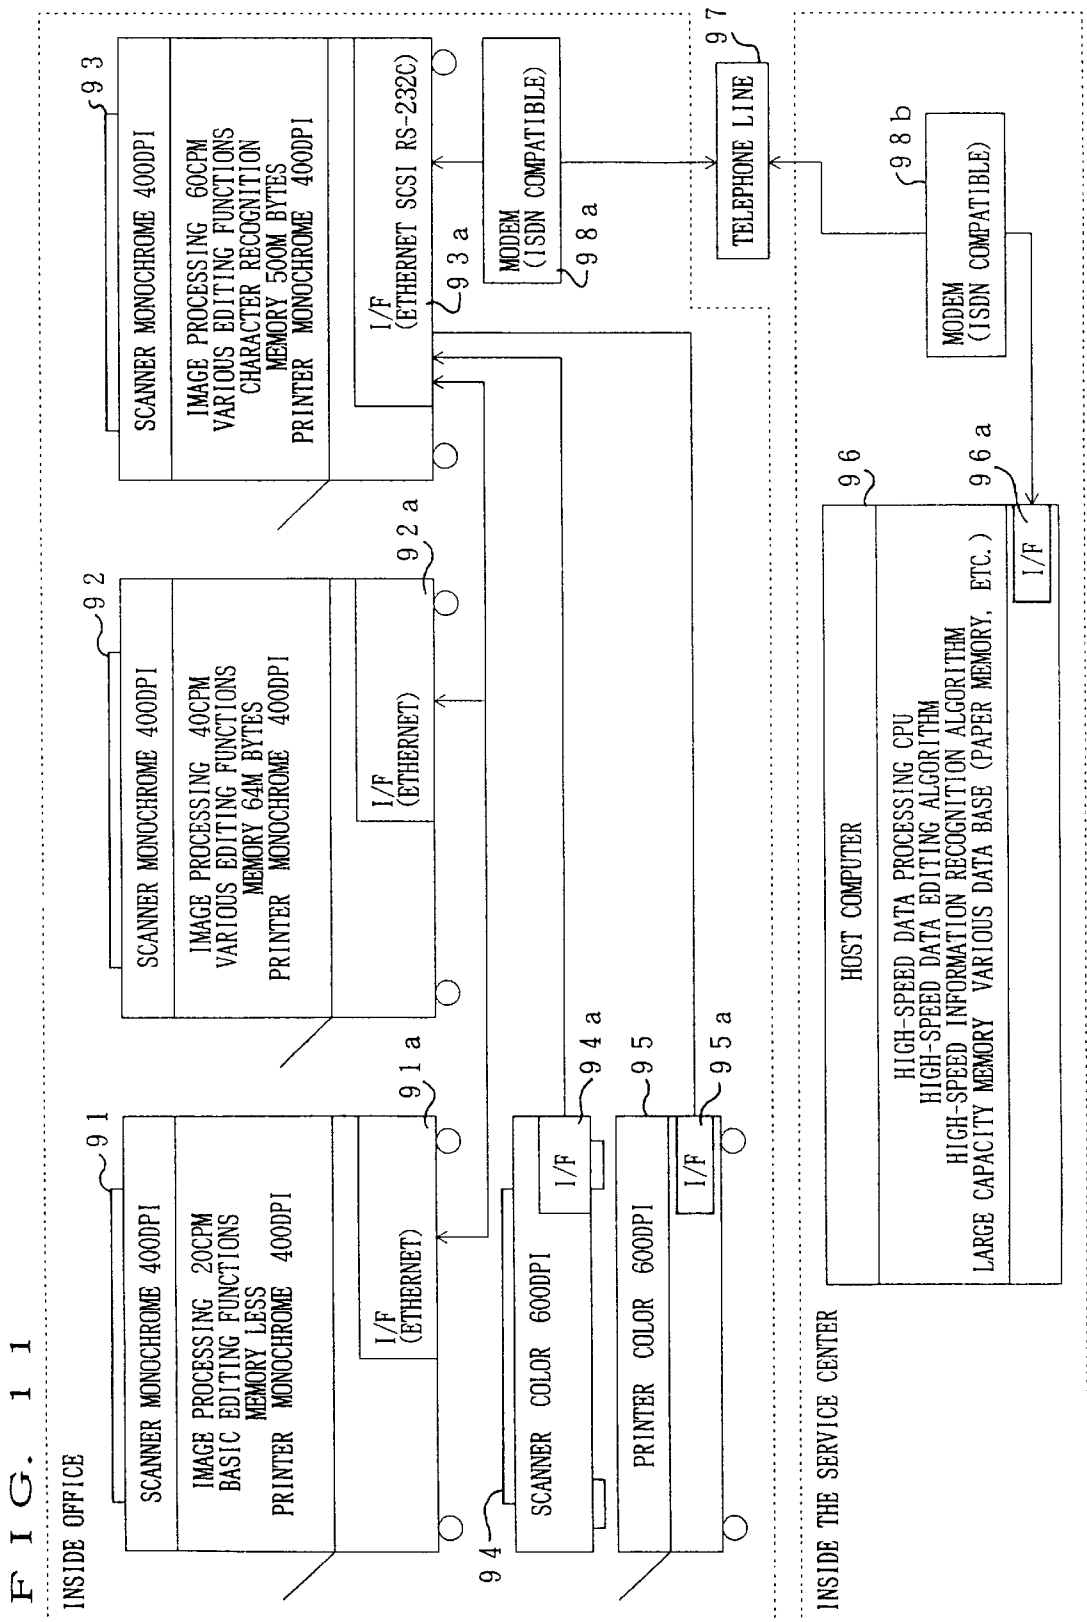 FIG. 11
INSIDE OFFICE
91
SCANNER MONOCHROME 400DPI
IMAGE PROCESSING 20CPM
BASIC EDITING FUNCTIONS
MEMORY LESS
PRINTER MONOCHROME 400DPI
I/F
(ETHERNET)
91a
92
SCANNER MONOCHROME 400DPI
IMAGE PROCESSING 40CPM
VARIOUS EDITING FUNCTIONS
MEMORY 64M BYTES
PRINTER MONOCHROME 400DPI
I/F
(ETHERNET)
92a
93
SCANNER MONOCHROME 400DPI
IMAGE PROCESSING 60CPM
VARIOUS EDITING FUNCTIONS
CHARACTER RECOGNITION
MEMORY 500M BYTES
PRINTER MONOCHROME 400DPI
I/F
(ETHERNET SCSI RS-232C)
93a
94
SCANNER COLOR 600DPI
I/F
94a
PRINTER COLOR 600DPI
95
I/F
95a
MODEM
(ISDN COMPATIBLE)
98a
TELEPHONE LINE
97
INSIDE THE SERVICE CENTER
HOST COMPUTER
96
HIGH-SPEED DATA PROCESSING CPU
HIGH-SPEED DATA EDITING ALGORITHM
HIGH-SPEED INFORMATION RECOGNITION ALGORITHM
LARGE CAPACITY MEMORY VARIOUS DATA BASE (PAPER MEMORY, ETC.)
I/F
96a
MODEM
(ISDN COMPATIBLE)
98b